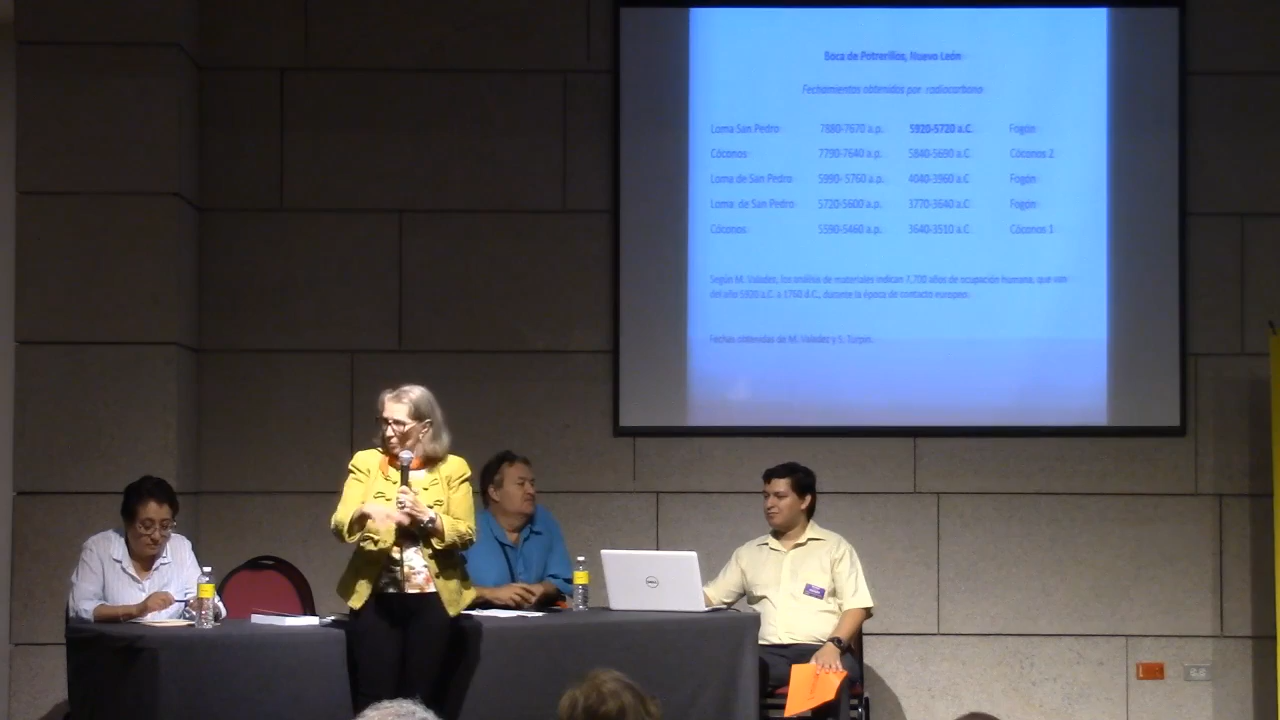 Boca de Potrerillos, Nuevo León
Fechamientos obtenidos por radiocarbono
Loma San Pedro 7880-7670 a.p. 5920-5720 a.C. Fogón
Cóconos 7790-7640 a.p. 5840-5690 a.C Cóconos 2
Loma de San Pedro 5990- 5760 a.p. 4040-3960 a.C Fogón
Loma de San Pedro 5720-5600 a.p. 3770-3640 a.C Fogón
Cóconos 5590-5460 a.p. 3640-3510 a.C Cóconos 1
Según M. Valadez, los análisis de materiales indican 7,700 años de ocupación humana, que van
del año 5920 a.C. a 1760 d.C., durante la época de contacto europeo.
Fechas obtenidas de M. Valadez y S. Turpin.
DELL